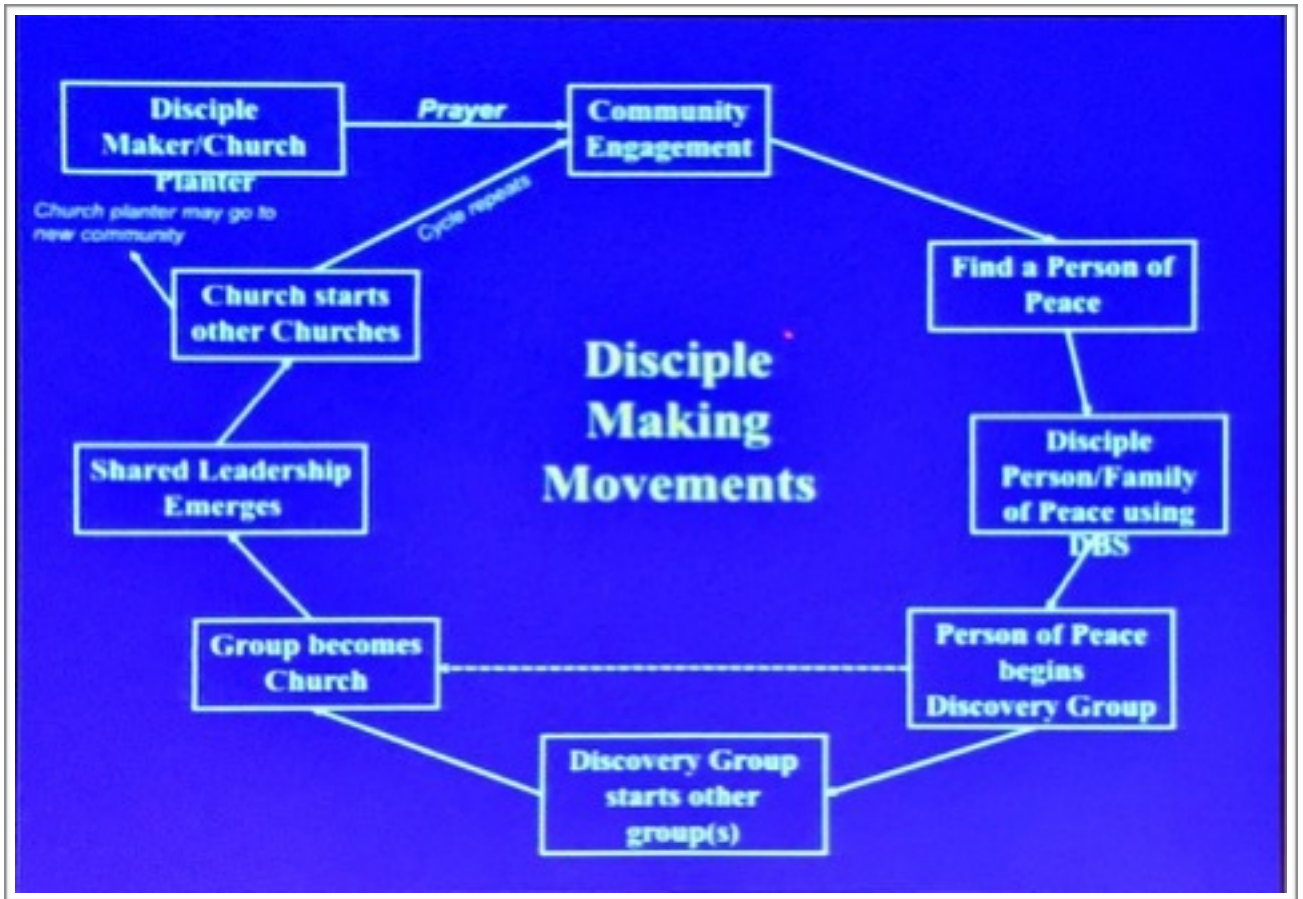 Disciple
Maker/Church
Planter
Prayer
Community
Engagement
Church planter may go to
new community
Cycle repeats
Find a Person of
Peace
Church starts
other Churches
Disciple
Making
Movements
Disciple
Person/Family
of Peace using
DBS
Shared Leadership
Emerges
Person of Peace
begins
Discovery Group
Group becomes
Church
Discovery Group
starts other
group(s)